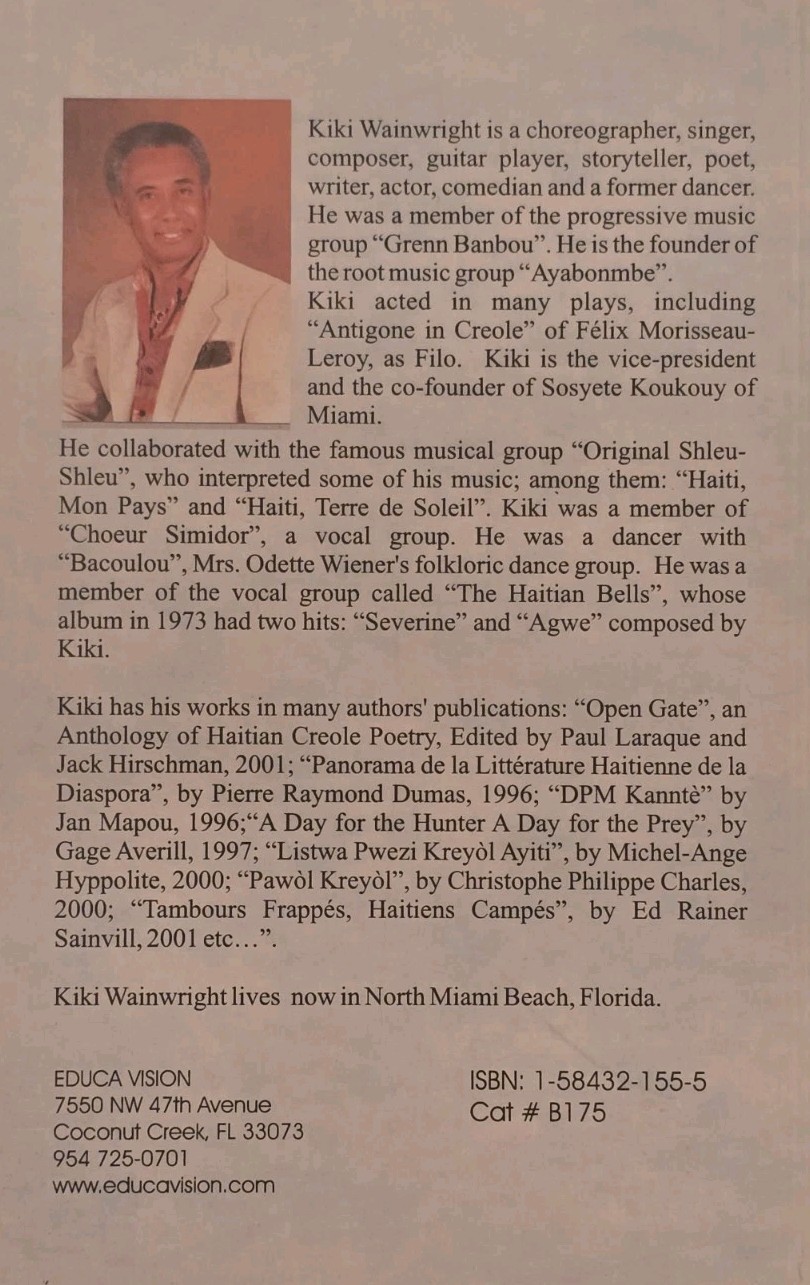 Kiki Wainwright is a choreographer, singer,
composer, guitar player, storyteller, poet,
writer, actor, comedian and a former dancer.
He was a member of the progressive music
group “Grenn Banbou”. He is the founder of
the root music group “Ayabonmbe”.
Kiki acted in many plays, including
“Antigone in Creole” of Félix Morisseau-
Leroy, as Filo. Kiki is the vice-president
and the co-founder of Sosyete Koukouy of
Miami.
He collaborated with the famous musical group “Original Shleu-
Shleu”, who interpreted some of his music; among them: “Haiti,
Mon Pays” and “Haiti, Terre de Soleil”. Kiki was a member of
“Choeur Simidor”, a vocal group. He was a dancer with
“Bacoulou”, Mrs. Odette Wiener's folkloric dance group. He was a
member of the vocal group called “The Haitian Bells”, whose
album in 1973 had two hits: “Severine” and “Agwe” composed by
Kiki.
Kiki has his works in many authors' publications: “Open Gate”, an
Anthology of Haitian Creole Poetry, Edited by Paul Laraque and
Jack Hirschman, 2001; “Panorama de la Littérature Haitienne de la
Diaspora”, by Pierre Raymond Dumas, 1996; “DPM Kanntè” by
Jan Mapou, 1996;“A Day for the Hunter A Day for the Prey”, by
Gage Averill, 1997; “Listwa Pwezi Kreyòl Ayiti”, by Michel-Ange
Hyppolite, 2000; “Pawòl Kreyòl”, by Christophe Philippe Charles,
2000; “Tambours Frappés, Haitiens Campés”, by Ed Rainer
Sainvill, 2001 etc…”.
Kiki Wainwright lives now in North Miami Beach, Florida.
EDUCA VISION
7550 NW 47th Avenue
Coconut Creek, FL 33073
954 725-0701
www.educavision.com
ISBN: 1-58432-155-5
Cat # B175